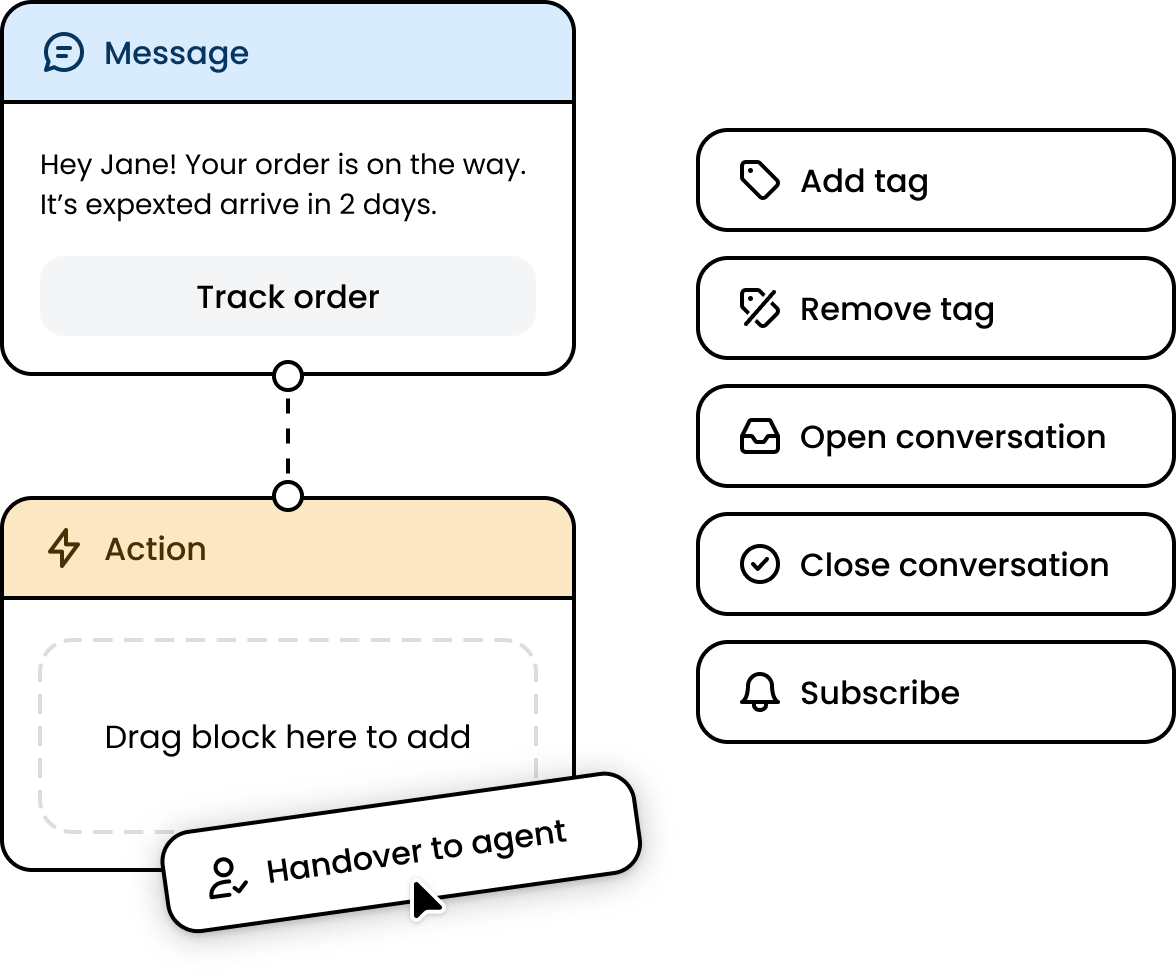 Message
Hey Jane! Your order is on the way.
It’s expexted arrive in 2 days.
Track order
Action
Drag block here to add
Handover to agent
Add tag
Remove tag
Open conversation
Close conversation
Subscribe